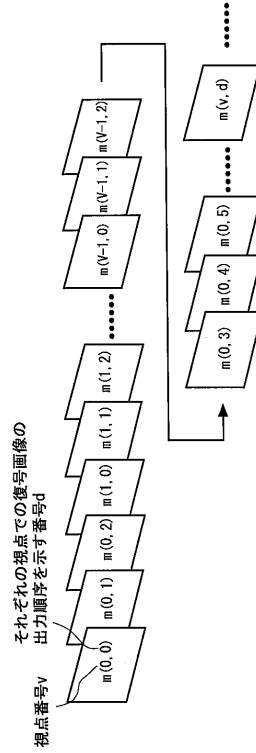 視点番号v
それぞれの視点での復号画像の
出力順序を示す番号d
m(0,0)
m(0,1)
m(0,2)
m(1,0)
m(1,1)
m(1,2)
m(V-1,0)
m(V-1,1)
m(V-1,2)
m(0,3)
m(0,4)
m(0,5)
m(v,d)